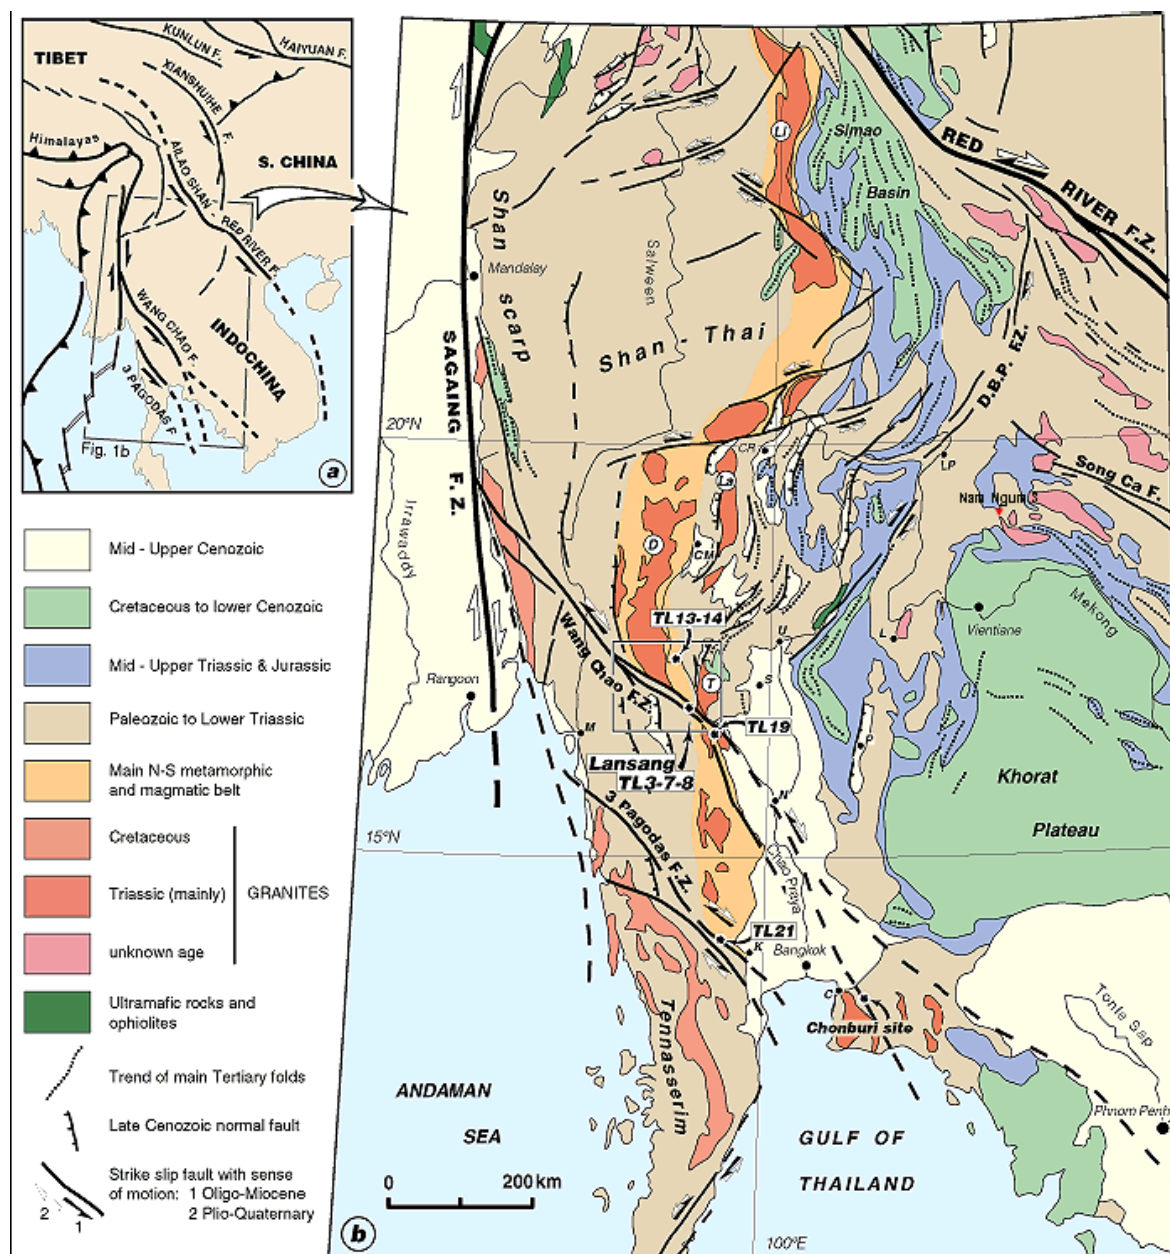 TIBET
KUNLUN F.
HAIYUAN F.
XIANSHUIHE F.
Himalayas
AILAO SHAN - RED RIVER F.
S. CHINA
WANG CHAO F.
INDOCHINA
3 PAGODAS F
Fig. 1b
a
Mid - Upper Cenozoic
Cretaceous to lower Cenozoic
Mid - Upper Triassic & Jurassic
Paleozoic to Lower Triassic
Main N-S metamorphic
and magmatic belt
Cretaceous
Triassic (mainly)
GRANITES
unknown age
Ultramafic rocks and
ophiolites
Trend of main Tertiary folds
Late Cenozoic normal fault
Strike slip fault with sense
of motion: 1 Oligo-Miocene
2 Plio-Quaternary
2
1
Li
Simao
Basin
RED
RIVER F.Z.
Shan scarp
Salween
Mandalay
Shan - Thai
SAGAING F. Z.
D.B.P. F.Z.
20°N
CR
LP
Song Ca F.
Nam Ngum 3
La
Irrawaddy
D
CM
Mekong
TL13-14
Wang Chao F.Z.
U
L
Vientiane
Rangoon
T
S
M
TL19
P
Lansang
TL3-7-8
Khorat
Plateau
3 Pagodas F.Z.
N
15°N
Chao Praya
TL21
K
Bangkok
C
Chonburi site
Tonle Sap
Tennasserim
Phnom Penh
ANDAMAN
SEA
GULF OF
THAILAND
0
200 km
b
100°E